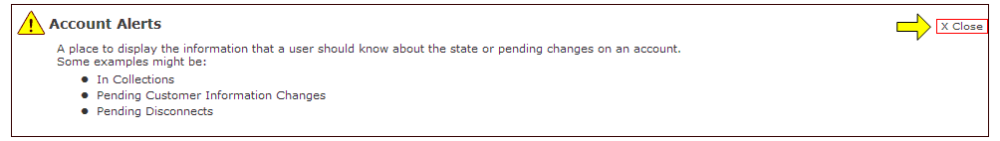 Account Alerts
X Close
A place to display the information that a user should know about the state or pending changes on an account.
Some examples might be:
In Collections
Pending Customer Information Changes
Pending Disconnects